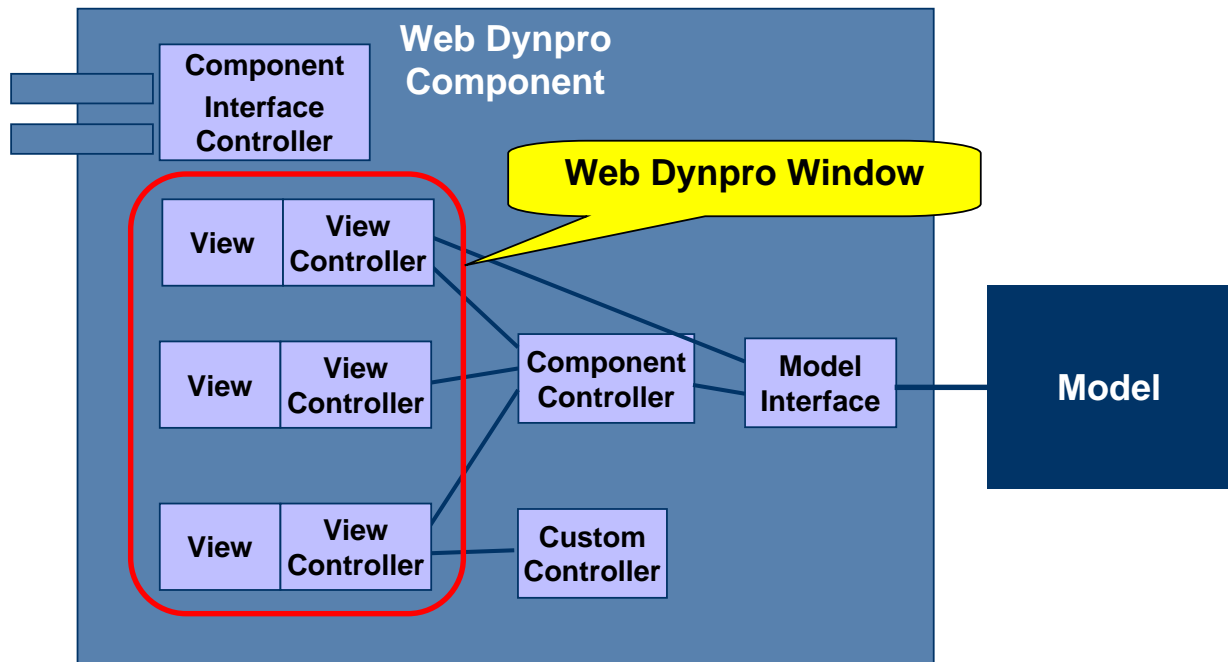 Web Dynpro
Component
Component
Interface
Controller
Web Dynpro Window
View
View
Controller
View
View
Controller
Component
Controller
Model
Interface
Model
View
View
Controller
Custom
Controller